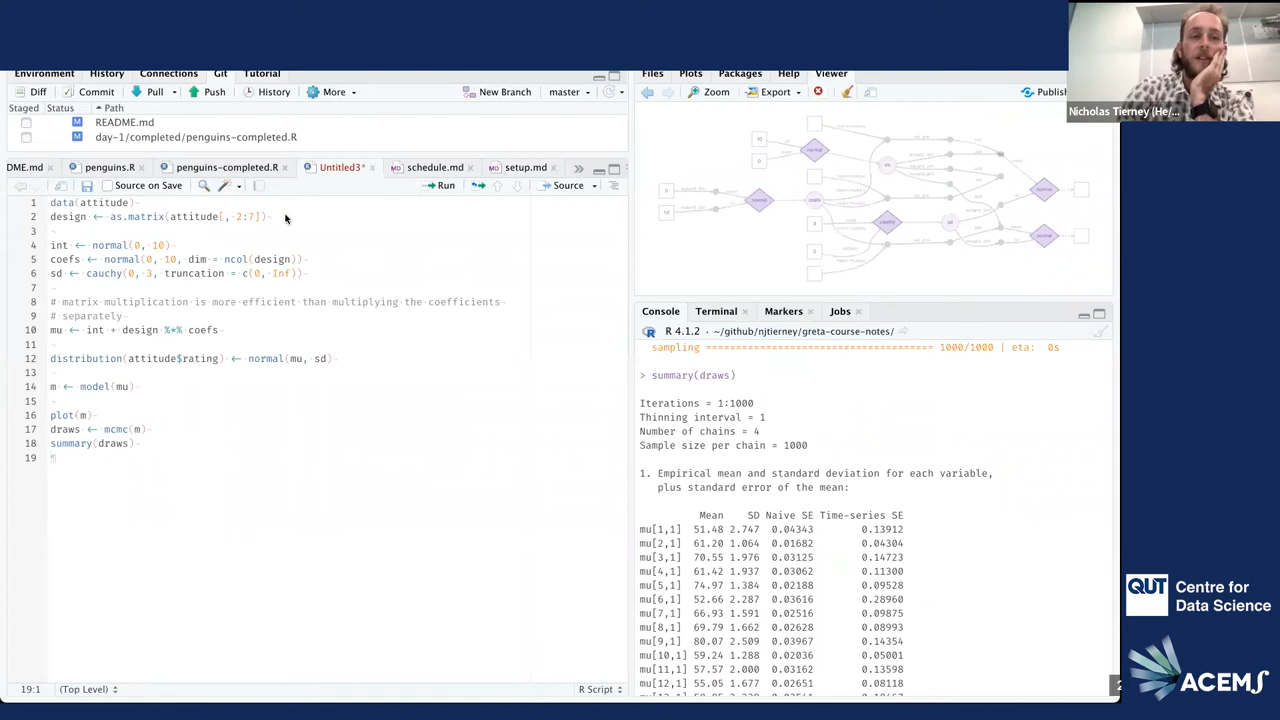 Environment History Connections Git Tutorial
Diff Commit Pull Push History More New Branch master
Staged Status Path
M README.md
M day-1/completed/penguins-completed.R
DME.md penguins.R penguins-completed.R Untitled3* schedule.md setup.md
Source on Save Run Source
1 data(attitude)
2 design <- as.matrix(attitude[, 2:7])
3
4 int <- normal(0, 10)
5 coefs <- normal(0, 10, dim = ncol(design))
6 sd <- cauchy(0, 3, truncation = c(0, Inf))
7
8 # matrix multiplication is more efficient than multiplying the coefficients
9 # separately
10 mu <- int + design %*% coefs
11
12 distribution(attitude$rating) <- normal(mu, sd)
13
14 m <- model(mu)
15
16 plot(m)
17 draws <- mcmc(m)
18 summary(draws)
19
19:1 (Top Level) R Script
Files Plots Packages Help Viewer
Zoom Export Publish
normal
normal
int
coefs
cauchy
sd
normal
normal
Console Terminal Markers Jobs
R 4.1.2 · ~/github/njtierney/greta-course-notes/
sampling ==================================== 1000/1000 | eta: 0s
> summary(draws)
Iterations = 1:1000
Thinning interval = 1
Number of chains = 4
Sample size per chain = 1000
1. Empirical mean and standard deviation for each variable,
plus standard error of the mean:
Mean SD Naive SE Time-series SE
mu[1,1] 51.48 2.747 0.04343 0.13912
mu[2,1] 61.20 1.064 0.01682 0.04304
mu[3,1] 70.55 1.976 0.03125 0.14723
mu[4,1] 61.42 1.937 0.03062 0.11300
mu[5,1] 74.97 1.384 0.02188 0.09528
mu[6,1] 52.66 2.287 0.03616 0.28960
mu[7,1] 66.93 1.591 0.02516 0.09875
mu[8,1] 69.79 1.662 0.02628 0.08993
mu[9,1] 80.07 2.509 0.03967 0.14354
mu[10,1] 59.24 1.288 0.02036 0.05001
mu[11,1] 57.57 2.000 0.03162 0.13598
mu[12,1] 55.05 1.677 0.02651 0.08118
Nicholas Tierney (He/...
QUT Centre for
Data Science
ACEMS
2